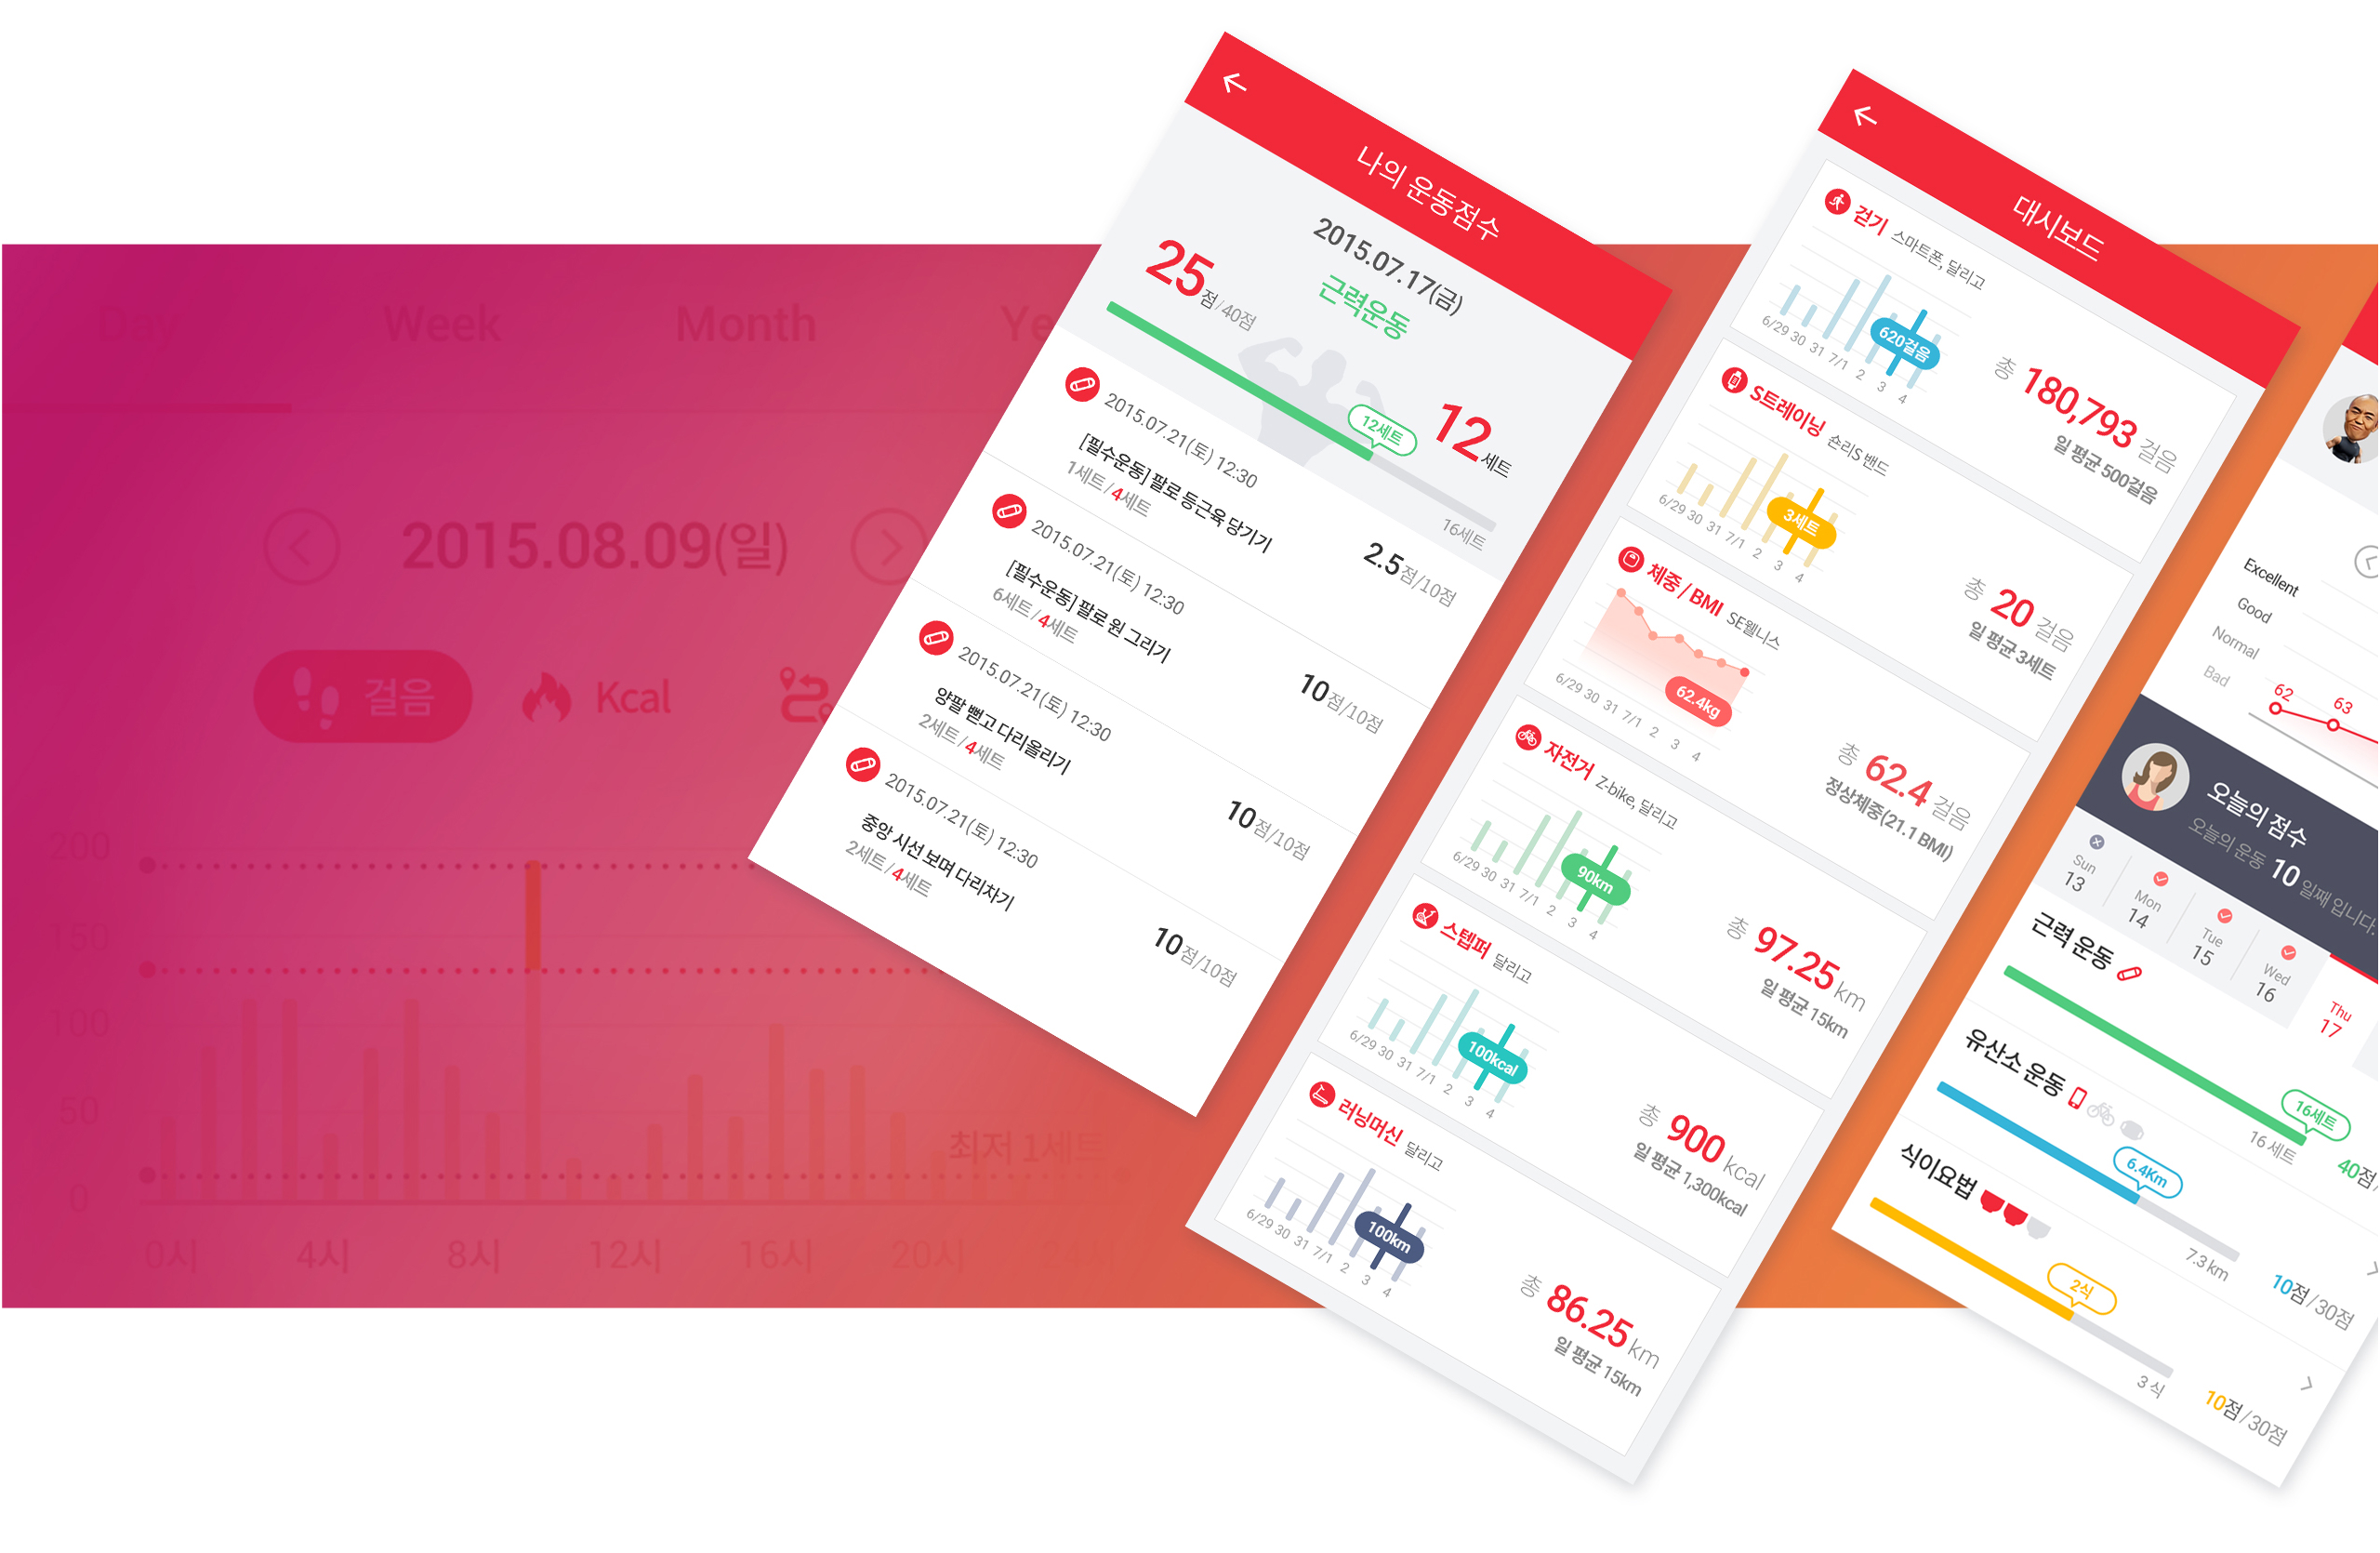 Day
Week
Month
2015.08.09(일)
걸음
Kcal
200
150
100
50
0
최저 1세트
0시
4시
8시
12시
16시
20시
24시
나의 운동점수
2015.07.17(금)
근력운동
25점/40점
12세트
12세트
16세트
2015.07.21(토) 12:30
[필수운동] 팔로 등근육 당기기
1세트/4세트
2.5점/10점
2015.07.21(토) 12:30
[필수운동] 팔로 원 그리기
6세트/4세트
10점/10점
2015.07.21(토) 12:30
양팔 뻗고 다리올리기
2세트/4세트
10점/10점
2015.07.21(토) 12:30
중앙 시선 보며 다리차기
2세트/4세트
10점/10점
대시보드
걷기 스마트폰, 달리고
620걸음
6/29 30 31 7/1 2 3 4
총 180,793 걸음
일 평균 500걸음
S트레이닝 숀리S 밴드
3세트
6/29 30 31 7/1 2 3 4
총 20 걸음
일 평균 3세트
체중 / BMI SE웰니스
62.4kg
6/29 30 31 7/1 2 3 4
총 62.4 걸음
정상체중(21.1 BMI)
자전거 Z-bike, 달리고
90km
6/29 30 31 7/1 2 3 4
총 97.25 km
일 평균 15km
스텝퍼 달리고
100kcal
6/29 30 31 7/1 2 3 4
총 900 kcal
일 평균 1,300kcal
러닝머신 달리고
100km
6/29 30 31 7/1 2 3 4
총 86.25 km
일 평균 15km
Excellent
Good
Normal
Bad
62
63
오늘의 점수
오늘의 운동 10 일째 입니다.
Sun 13
Mon 14
Tue 15
Wed 16
Thu 17
근력 운동
16세트
16 세트
40점/
유산소 운동
6.4Km
7.3 km
10점/30점
식이요법
2식
3 식
10점/30점